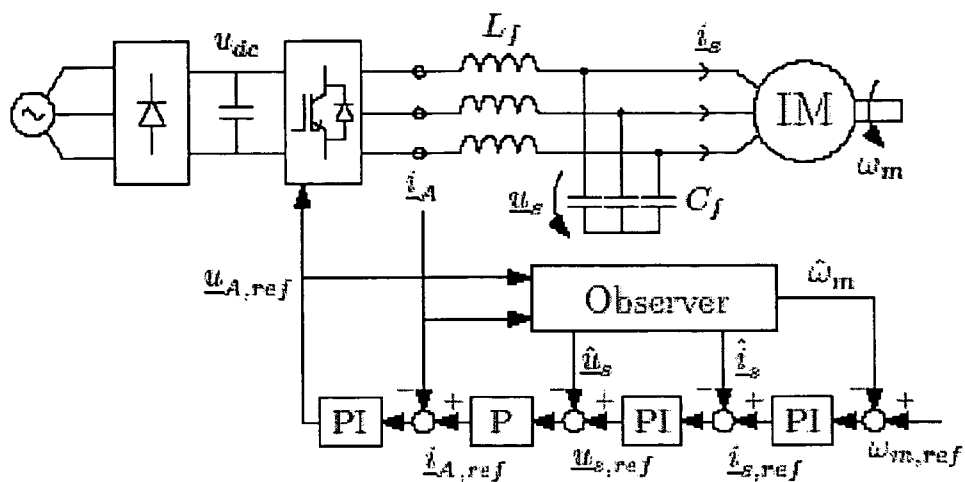 u_dc
L_f
i_s
IM
ω_m
i_A
u_s
C_f
u_A,ref
Observer
ω̂_m
û_s
î_s
− − − −
PI + P + PI + PI +
i_A,ref u_s,ref i_s,ref ω_m,ref